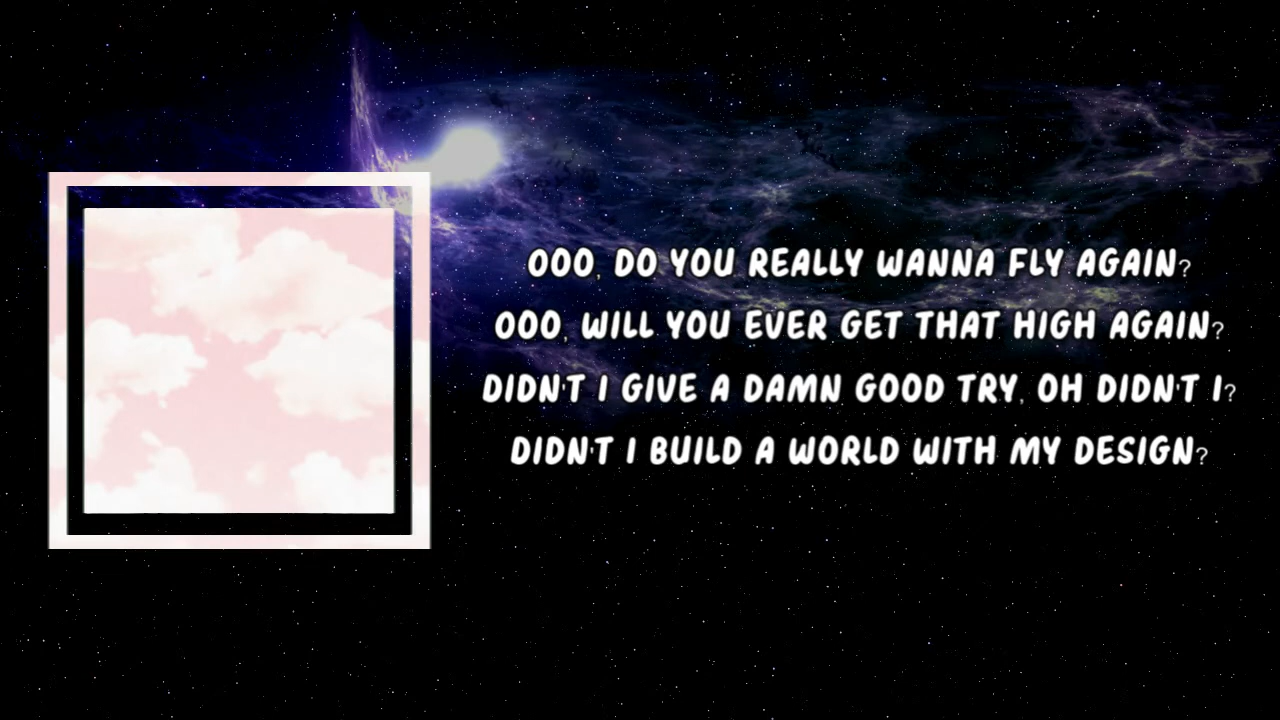 OOO, DO YOU REALLY WANNA FLY AGAIN?
OOO, WILL YOU EVER GET THAT HIGH AGAIN?
DIDN'T I GIVE A DAMN GOOD TRY, OH DIDN'T I?
DIDN'T I BUILD A WORLD WITH MY DESIGN?